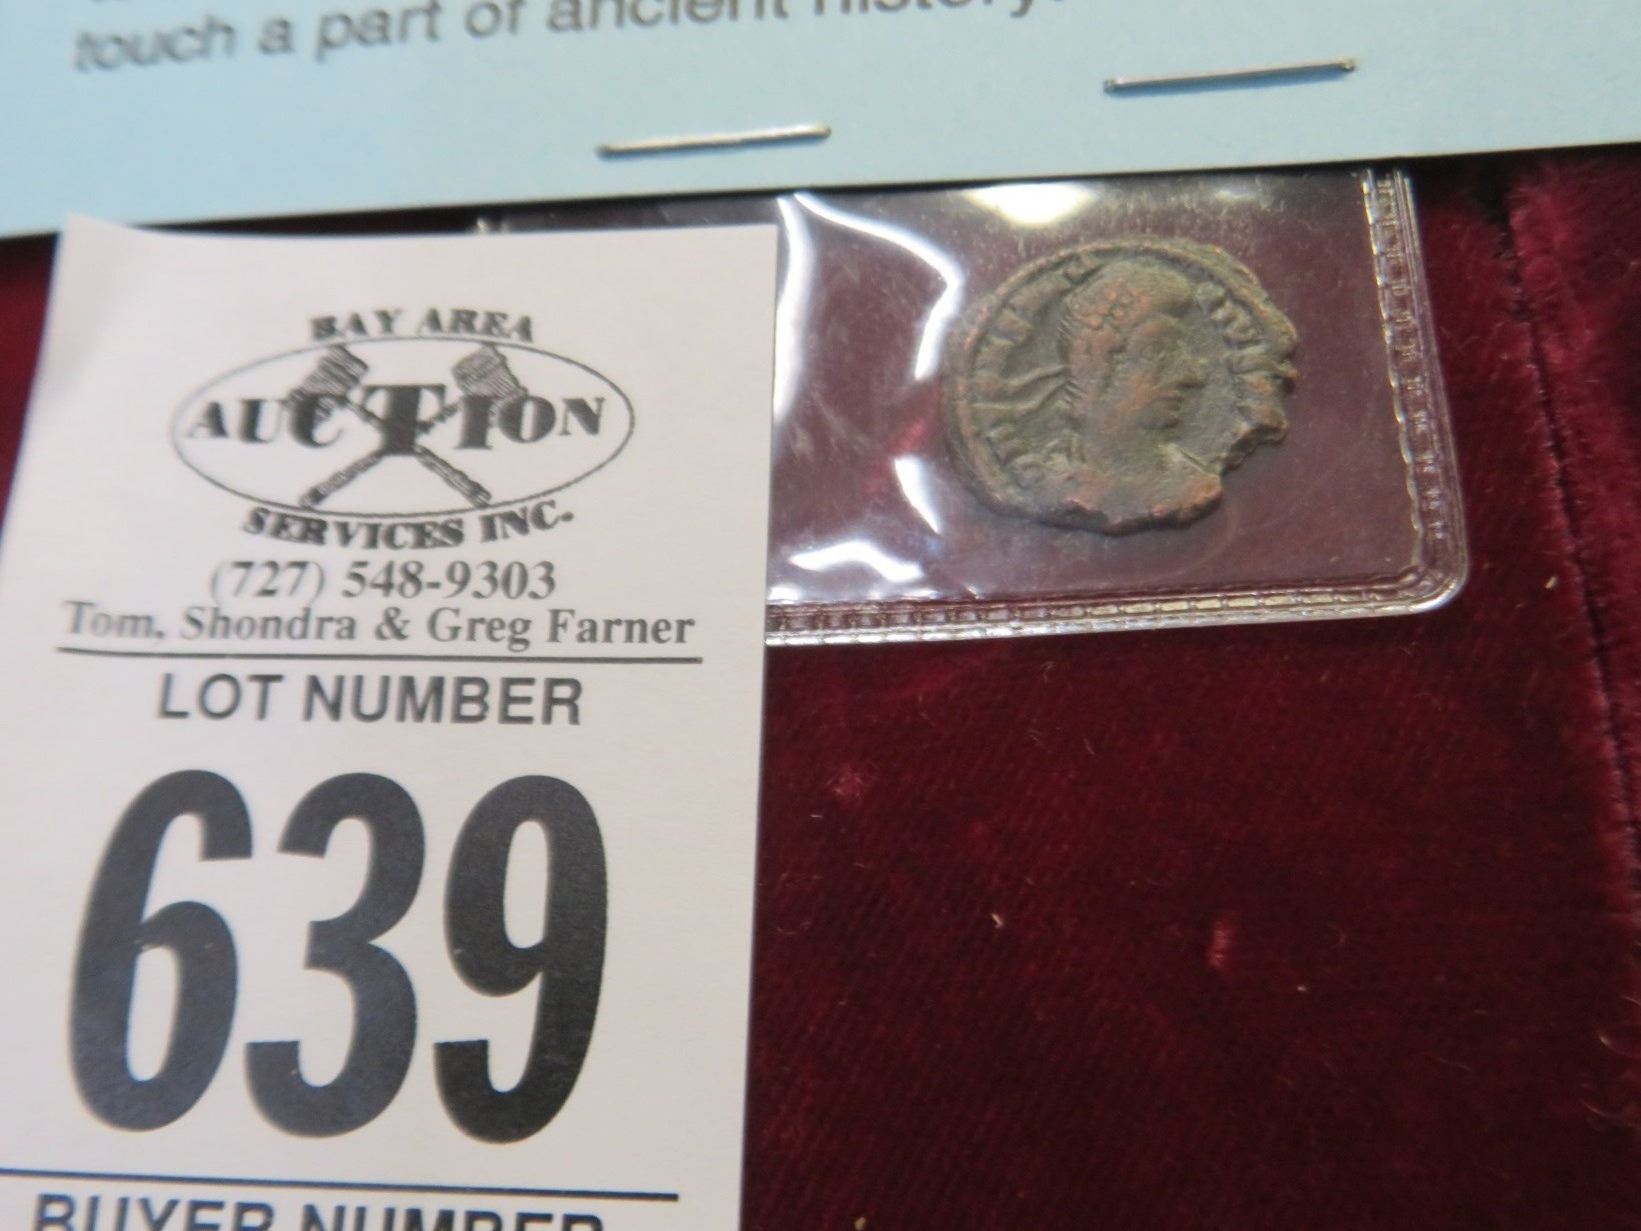 touch a part of ancient history.
BAY AREA
AUCTION
SERVICES INC.
(727) 548-9303
Tom, Shondra & Greg Farner
LOT NUMBER
639
BUYER NUMBER